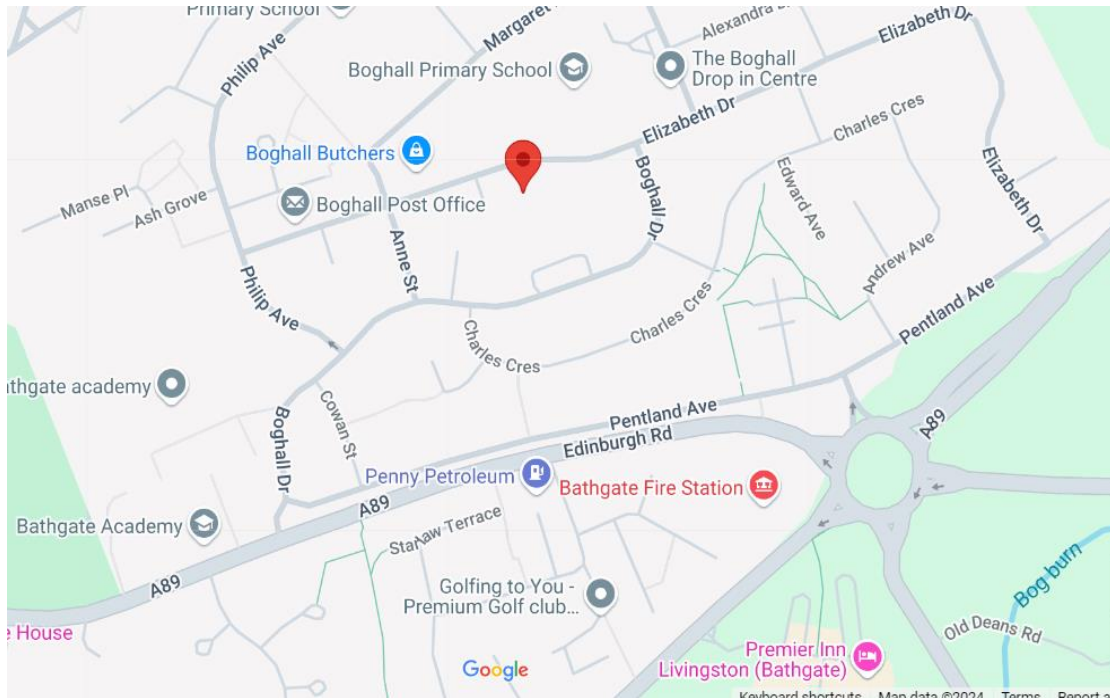 Primary School
Philip Ave
Margaret
Alexandra
Elizabeth Dr
Boghall Primary School
The Boghall
Drop in Centre
Elizabeth Dr
Charles Cres
Boghall Butchers
Manse Pl
Ash Grove
Boghall Post Office
Anne St
Boghall Dr
Edward Ave
Elizabeth Dr
Philip Ave
Andrew Ave
Charles Cres
Charles Cres
Pentland Ave
athgate academy
Cowan St
Boghall Dr
Pentland Ave
Edinburgh Rd
A89
Penny Petroleum
Bathgate Fire Station
A89
Bathgate Academy
Terrace
A89
Golfing to You -
Premium Golf club...
Bog burn
Old Deans Rd
e House
Premier Inn
Livingston (Bathgate)
Google
Keyboard shortcuts Map data ©2024 Terms Report